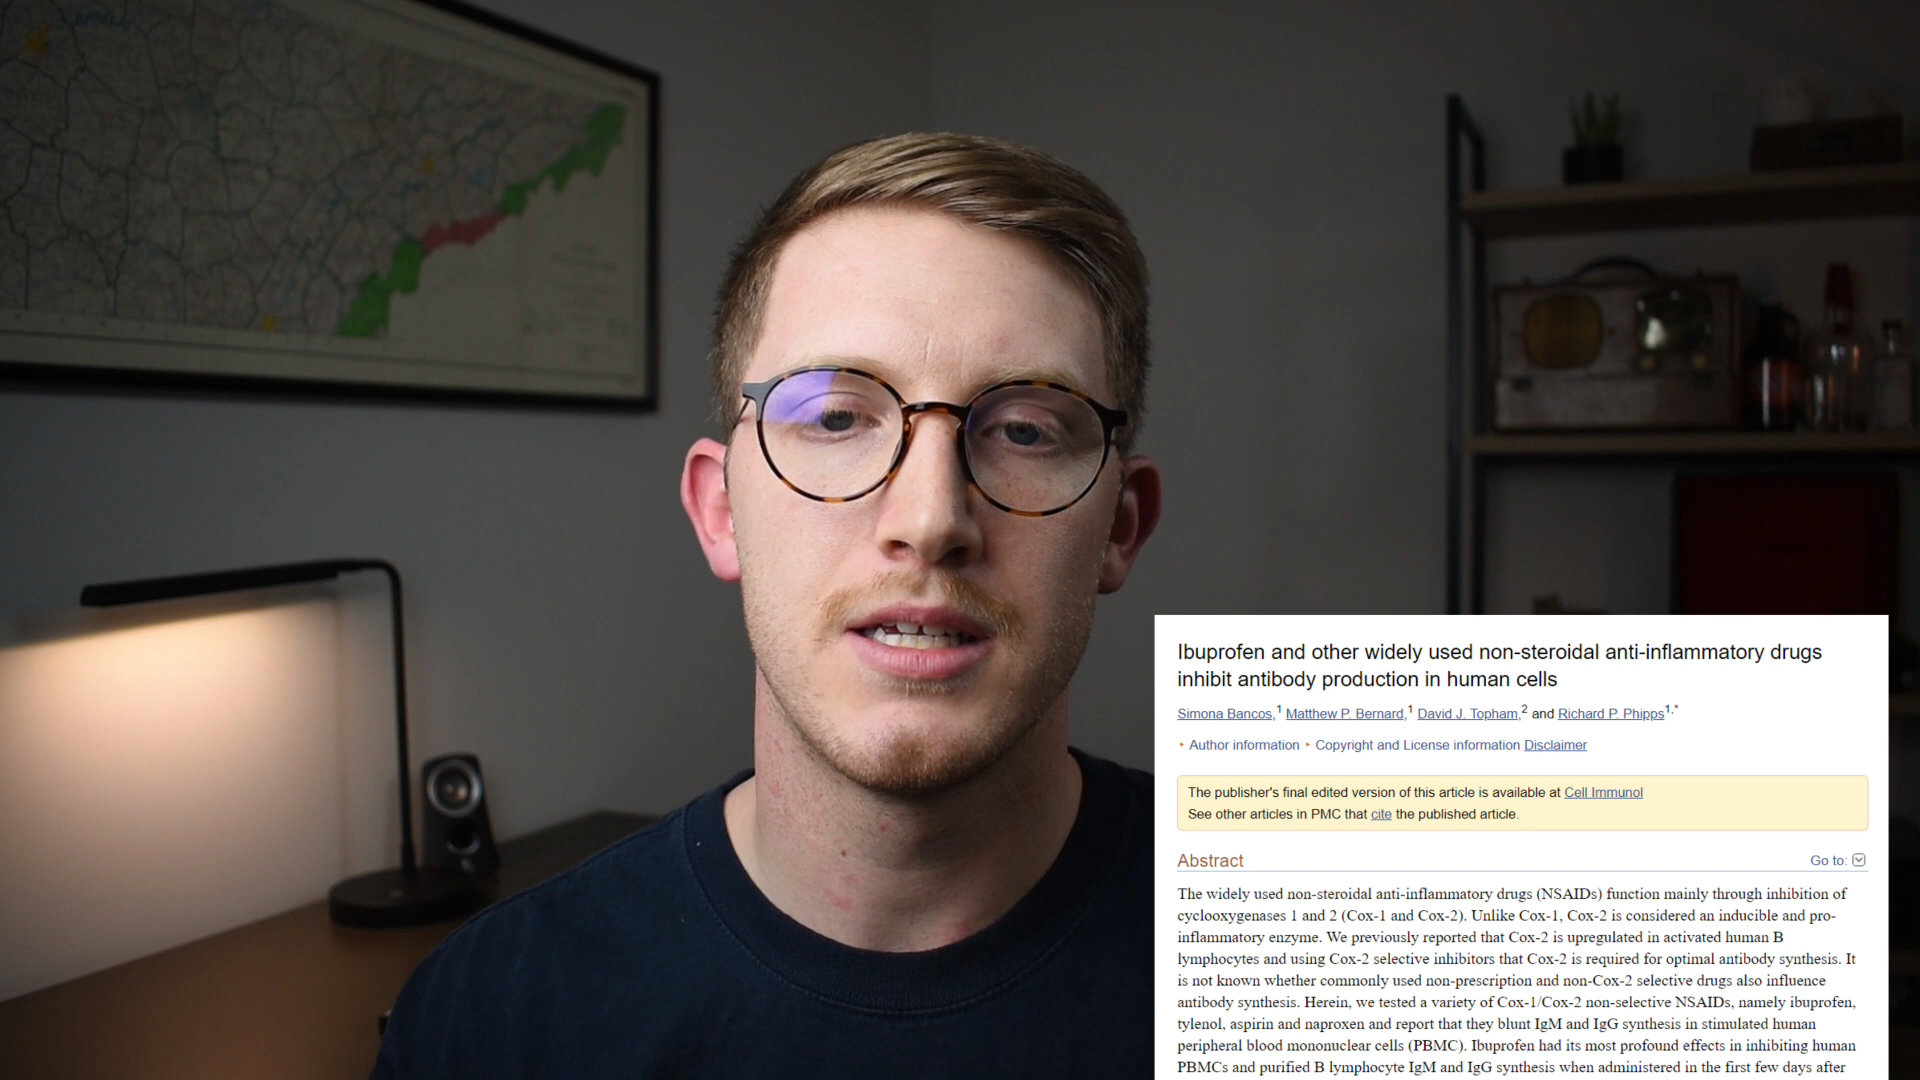 Ibuprofen and other widely used non-steroidal anti-inflammatory drugs
inhibit antibody production in human cells
Simona Bancos,1 Matthew P. Bernard,1 David J. Topham,2 and Richard P. Phipps1,*
▸ Author information ▸ Copyright and License information Disclaimer
The publisher's final edited version of this article is available at Cell Immunol
See other articles in PMC that cite the published article.
Abstract
Go to:
The widely used non-steroidal anti-inflammatory drugs (NSAIDs) function mainly through inhibition of
cyclooxygenases 1 and 2 (Cox-1 and Cox-2). Unlike Cox-1, Cox-2 is considered an inducible and pro-
inflammatory enzyme. We previously reported that Cox-2 is upregulated in activated human B
lymphocytes and using Cox-2 selective inhibitors that Cox-2 is required for optimal antibody synthesis. It
is not known whether commonly used non-prescription and non-Cox-2 selective drugs also influence
antibody synthesis. Herein, we tested a variety of Cox-1/Cox-2 non-selective NSAIDs, namely ibuprofen,
tylenol, aspirin and naproxen and report that they blunt IgM and IgG synthesis in stimulated human
peripheral blood mononuclear cells (PBMC). Ibuprofen had its most profound effects in inhibiting human
PBMCs and purified B lymphocyte IgM and IgG synthesis when administered in the first few days after